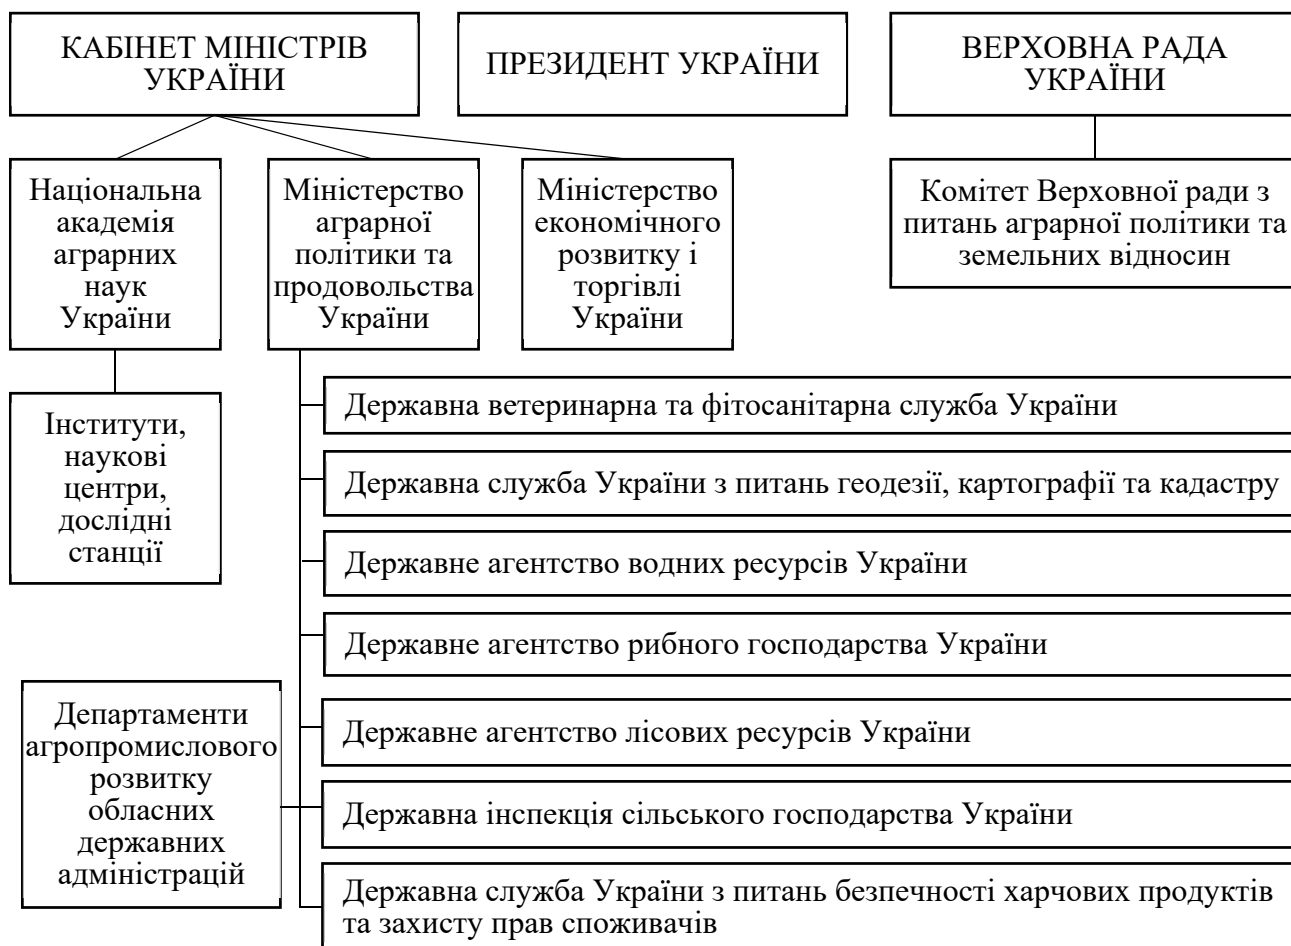 КАБІНЕТ МІНІСТРІВ
УКРАЇНИ
ПРЕЗИДЕНТ УКРАЇНИ
ВЕРХОВНА РАДА
УКРАЇНИ
Національна
академія
аграрних
наук
України
Міністерство
аграрної
політики та
продовольства
України
Міністерство
економічного
розвитку і
торгівлі
України
Комітет Верховної ради з
питань аграрної політики та
земельних відносин
Інститути,
наукові
центри,
дослідні
станції
Державна ветеринарна та фітосанітарна служба України
Державна служба України з питань геодезії, картографії та кадастру
Державне агентство водних ресурсів України
Державне агентство рибного господарства України
Департаменти
агропромислового
розвитку
обласних
державних
адміністрацій
Державне агентство лісових ресурсів України
Державна інспекція сільського господарства України
Державна служба України з питань безпечності харчових продуктів
та захисту прав споживачів